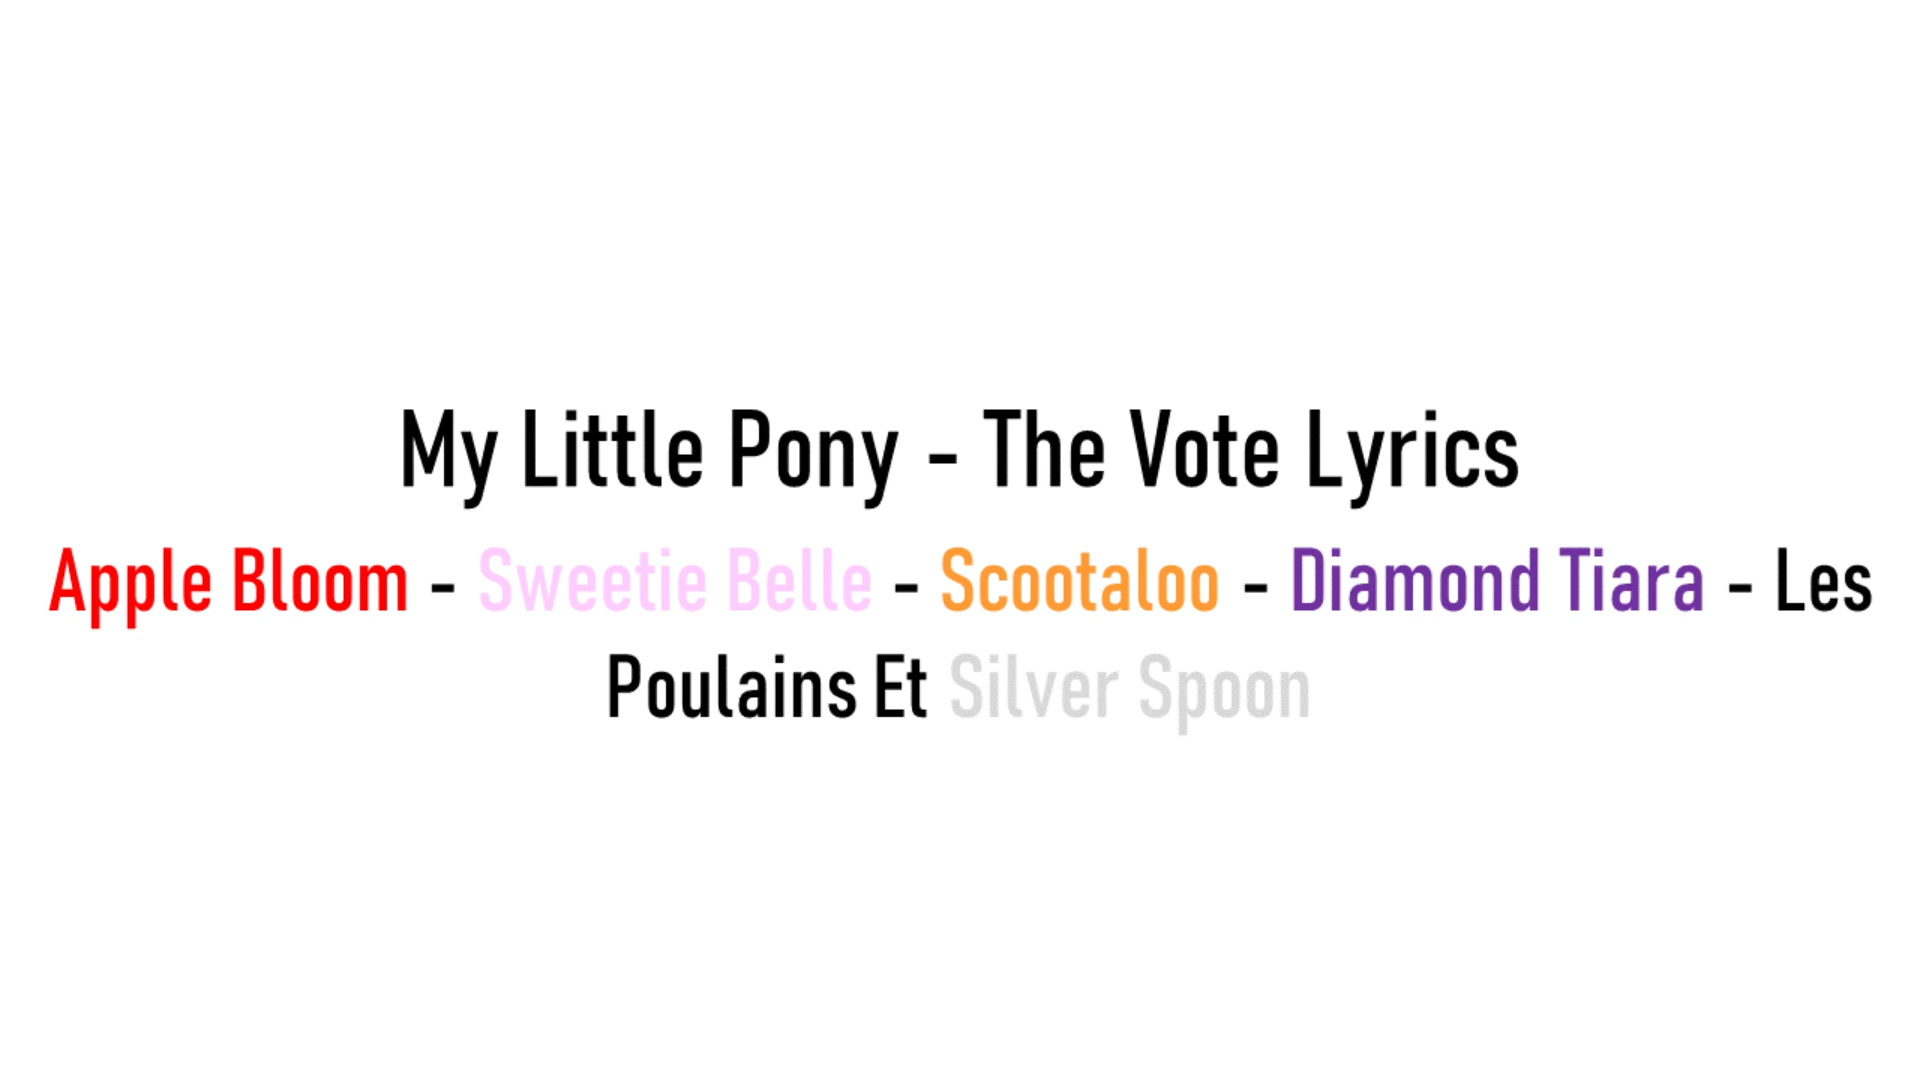 My Little Pony - The Vote Lyrics
Apple Bloom - Sweetie Belle - Scootaloo - Diamond Tiara - Les
Poulains Et Silver Spoon